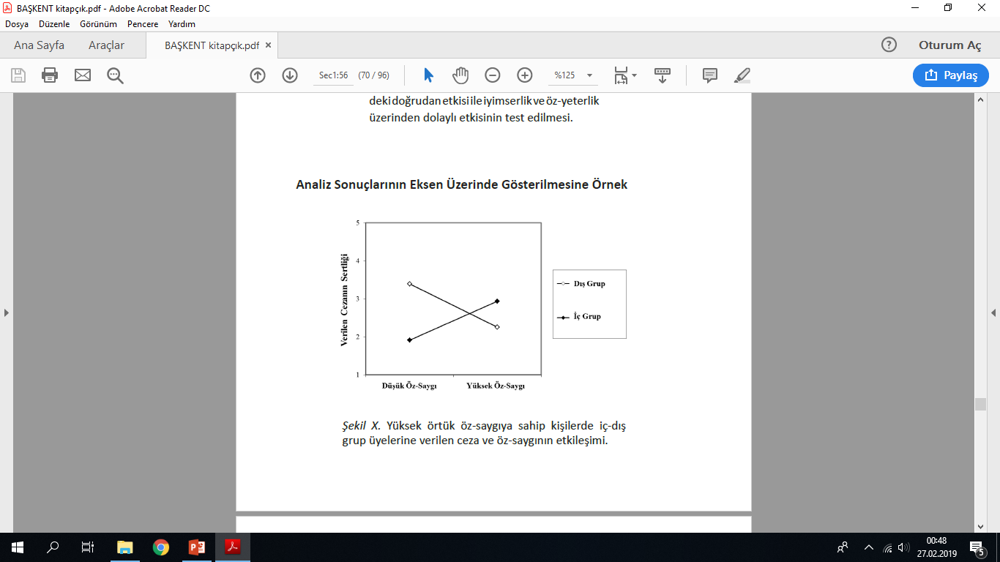 BAŞKENT kitapçık.pdf - Adobe Acrobat Reader DC
Dosya Düzenle Görünüm Pencere Yardım
Ana Sayfa Araçlar BAŞKENT kitapçık.pdf × Oturum Aç
Sec1:56 (70 / 96) %125 Paylaş
deki doğrudan etkisi ile iyimserlik ve öz-yeterlik
üzerinden dolaylı etkisinin test edilmesi.
Analiz Sonuçlarının Eksen Üzerinde Gösterilmesine Örnek
Verilen Cezanın Sertliği
5
4
3
2
1
Düşük Öz-Saygı Yüksek Öz-Saygı
Dış Grup
İç Grup
Şekil X. Yüksek örtük öz-saygıya sahip kişilerde iç-dış
grup üyelerine verilen ceza ve öz-saygının etkileşimi.
00:48
27.02.2019
5